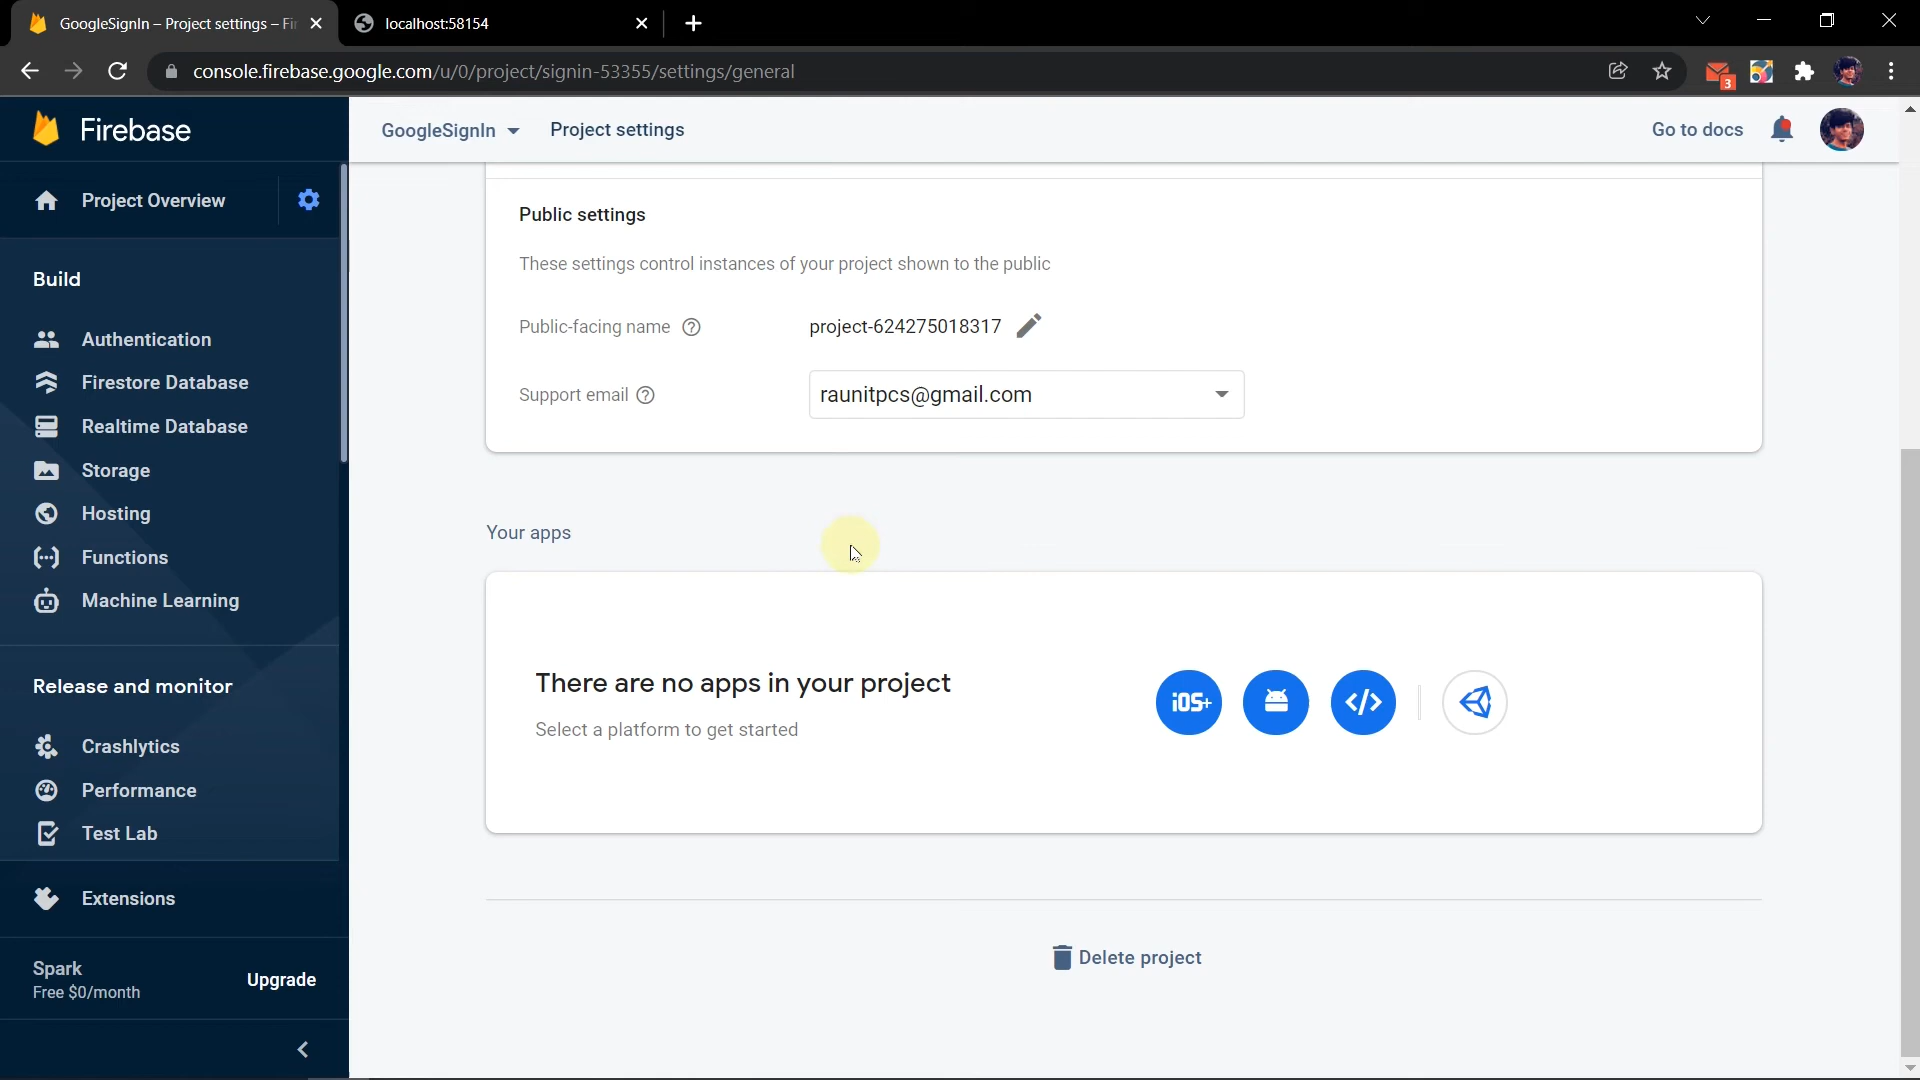 GoogleSignIn – Project settings – Fi
localhost:58154
console.firebase.google.com/u/0/project/signin-53355/settings/general
3
Firebase
GoogleSignIn
Project settings
Go to docs
Project Overview
Public settings
These settings control instances of your project shown to the public
Build
Public-facing name
project-624275018317
Authentication
Firestore Database
Support email
raunitpcs@gmail.com
Realtime Database
Storage
Hosting
Your apps
Functions
Machine Learning
There are no apps in your project
Select a platform to get started
iOS+
Release and monitor
Crashlytics
Performance
Test Lab
Extensions
Delete project
Spark
Free $0/month
Upgrade